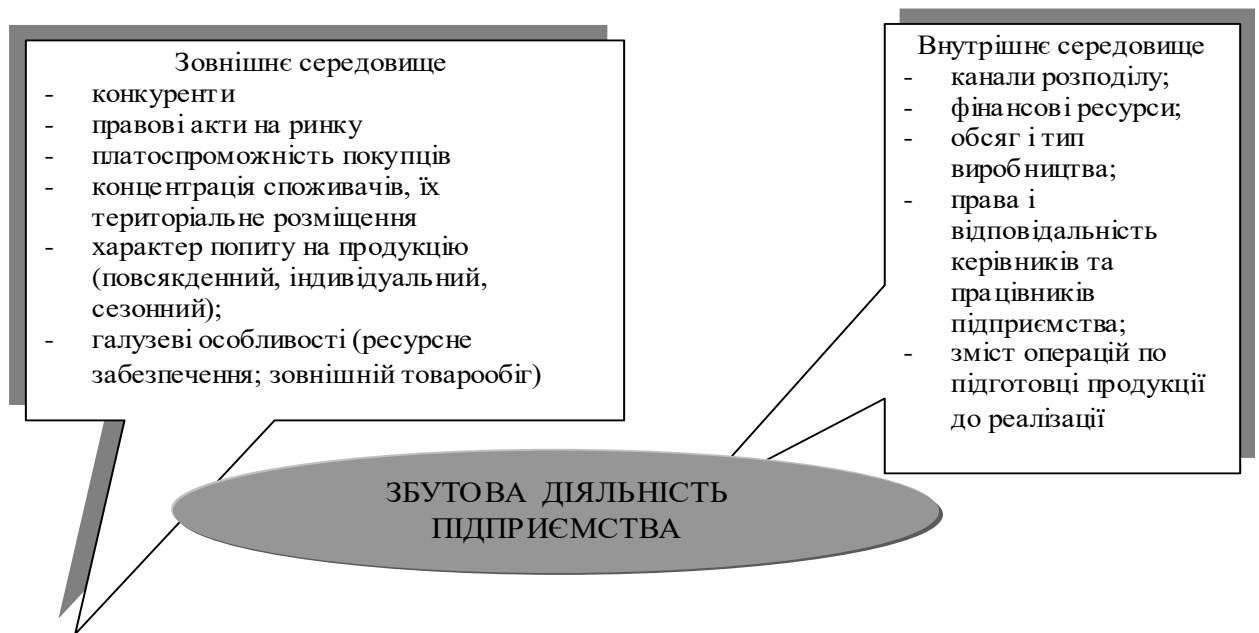 Зовнішнє середовище
- конкуренти
- правові акти на ринку
- платоспроможність покупців
- концентрація споживачів, їх
територіальне розміщення
- характер попиту на продукцію
(повсякденний, індивідуальний,
сезонний);
- галузеві особливості (ресурсне
забезпечення; зовнішній товарообіг)
Внутрішнє середовище
- канали розподілу;
- фінансові ресурси;
- обсяг і тип
виробництва;
- права і
відповідальність
керівників та
працівників
підприємства;
- зміст операцій по
підготовці продукції
до реалізації
ЗБУТОВА ДІЯЛЬНІСТЬ
ПІДПРИЄМСТВА